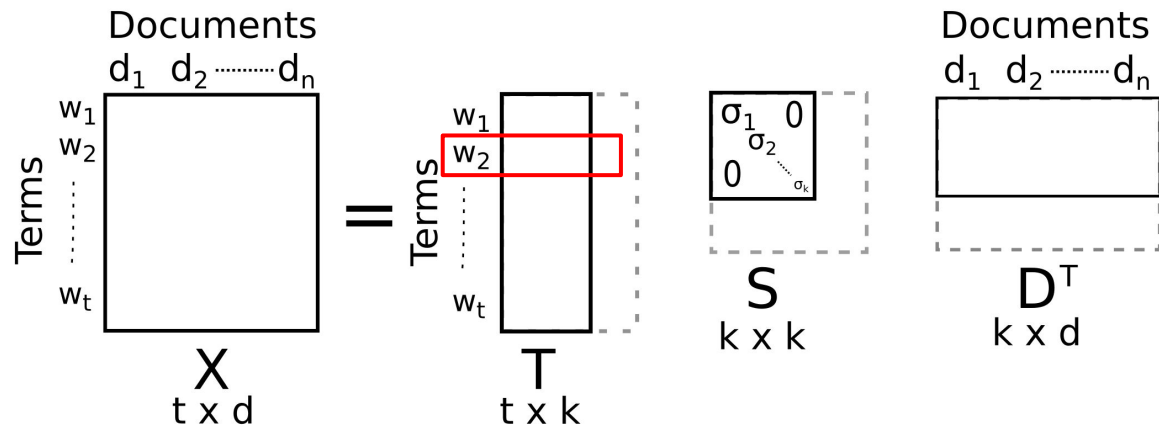 Documents
d₁ d₂ dₙ
Terms
w₁
w₂
wₜ
X
t x d
=
Terms
w₁
w₂
wₜ
T
t x k
σ₁ 0
σ₂
0 σₖ
S
k x k
Documents
d₁ d₂ dₙ
Dᵀ
k x d